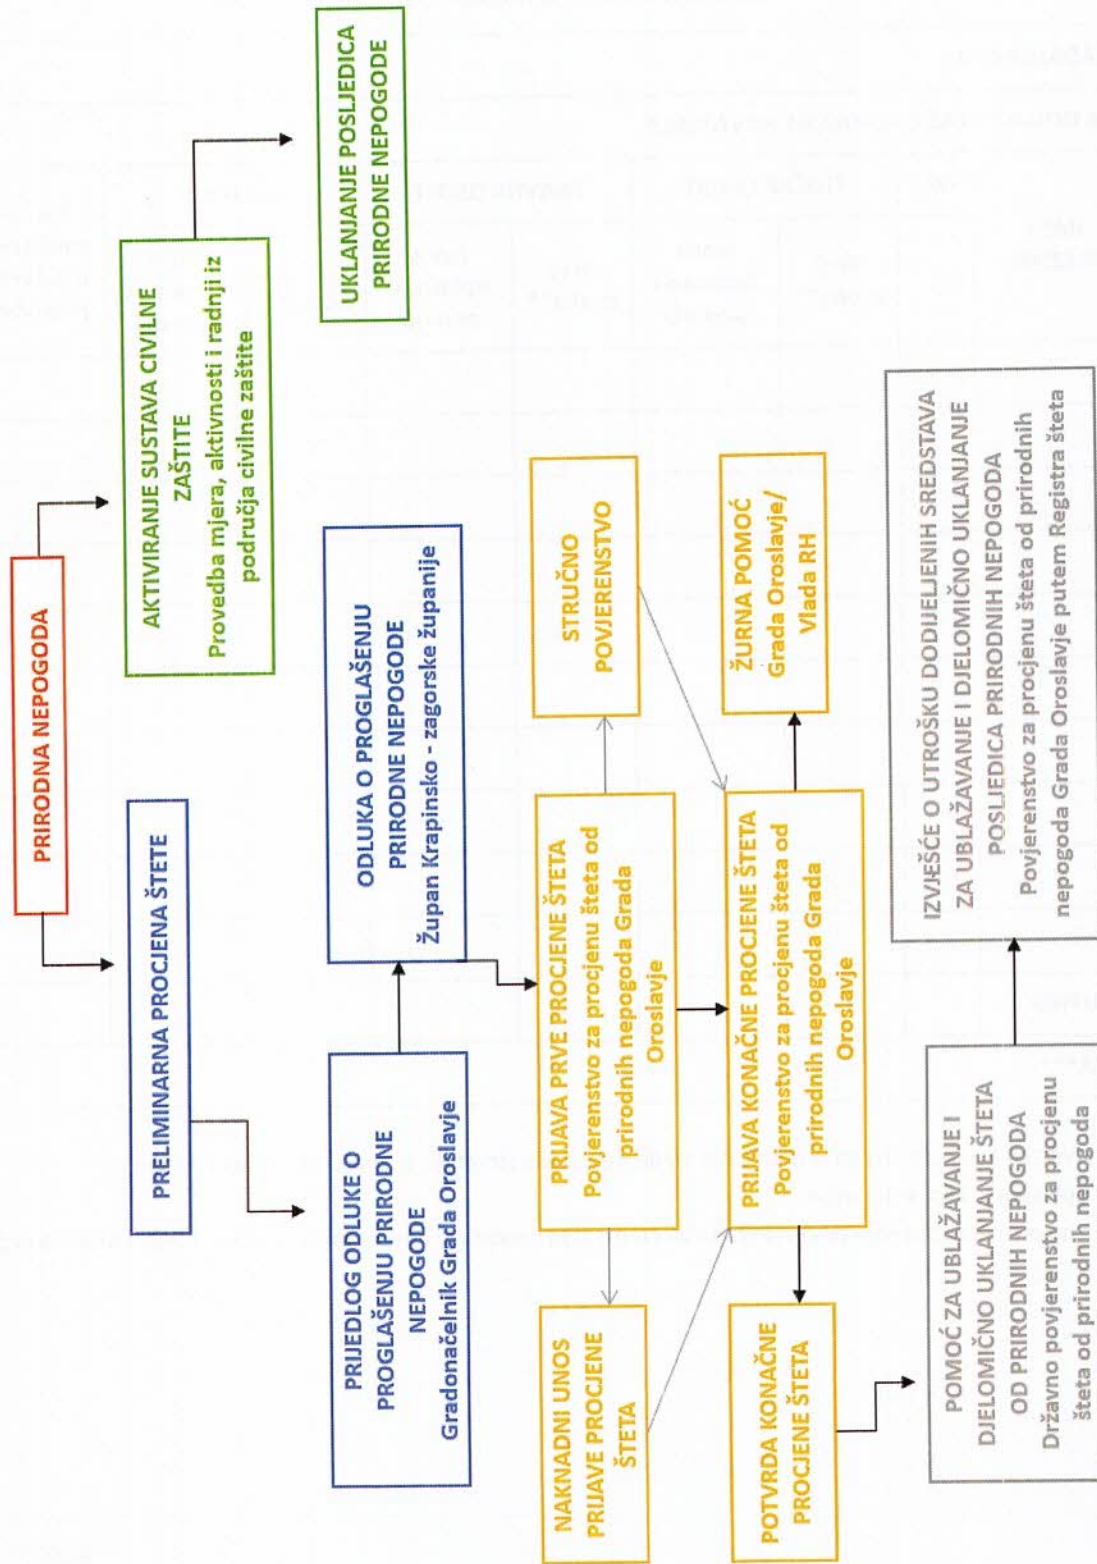 PRIRODNA NEPOGODA
PRELIMINARNA PROCJENA ŠTETE
AKTIVIRANJE SUSTAVA CIVILNE
ZAŠTITE
Provedba mjera, aktivnosti i radnji iz
područja civilne zaštite
PRIJEDLOG ODLUKE O
PROGLAŠENJU PRIRODNE
NEPOGODE
Gradonačelnik Grada Oroslavje
ODLUKA O PROGLAŠENJU
PRIRODNE NEPOGODE
Župan Krapinsko - zagorske županije
UKLANJANJE POSLJEDICA
PRIRODNE NEPOGODE
NAKNADNI UNOS
PRIJAVE PROCJENE
ŠTETA
PRIJAVA PRVE PROCJENE ŠTETA
Povjerenstvo za procjenu šteta od
prirodnih nepogoda Grada
Oroslavje
STRUČNO
POVJERENSTVO
POTVRDA KONAČNE
PROCJENE ŠTETA
PRIJAVA KONAČNE PROCJENE ŠTETA
Povjerenstvo za procjenu šteta od
prirodnih nepogoda Grada
Oroslavje
ŽURNA POMOĆ
Grada Oroslavje/
Vlad RH
POMOĆ ZA UBLAŽAVANJE I
DJELOMIČNO UKLANJANJE ŠTETA
OD PRIRODNIH NEPOGODA
Državno povjerenstvo za procjenu
šteta od prirodnih nepogoda
IZVJEŠĆE O UTROŠKU DODIJELJENIH SREDSTAVA
ZA UBLAŽAVANJE I DJELOMIČNO UKLANJANJE
POSLJEDICA PRIRODNIH NEPOGODA
Povjerenstvo za procjenu šteta od prirodnih
nepogoda Grada Oroslavje putem Registra šteta